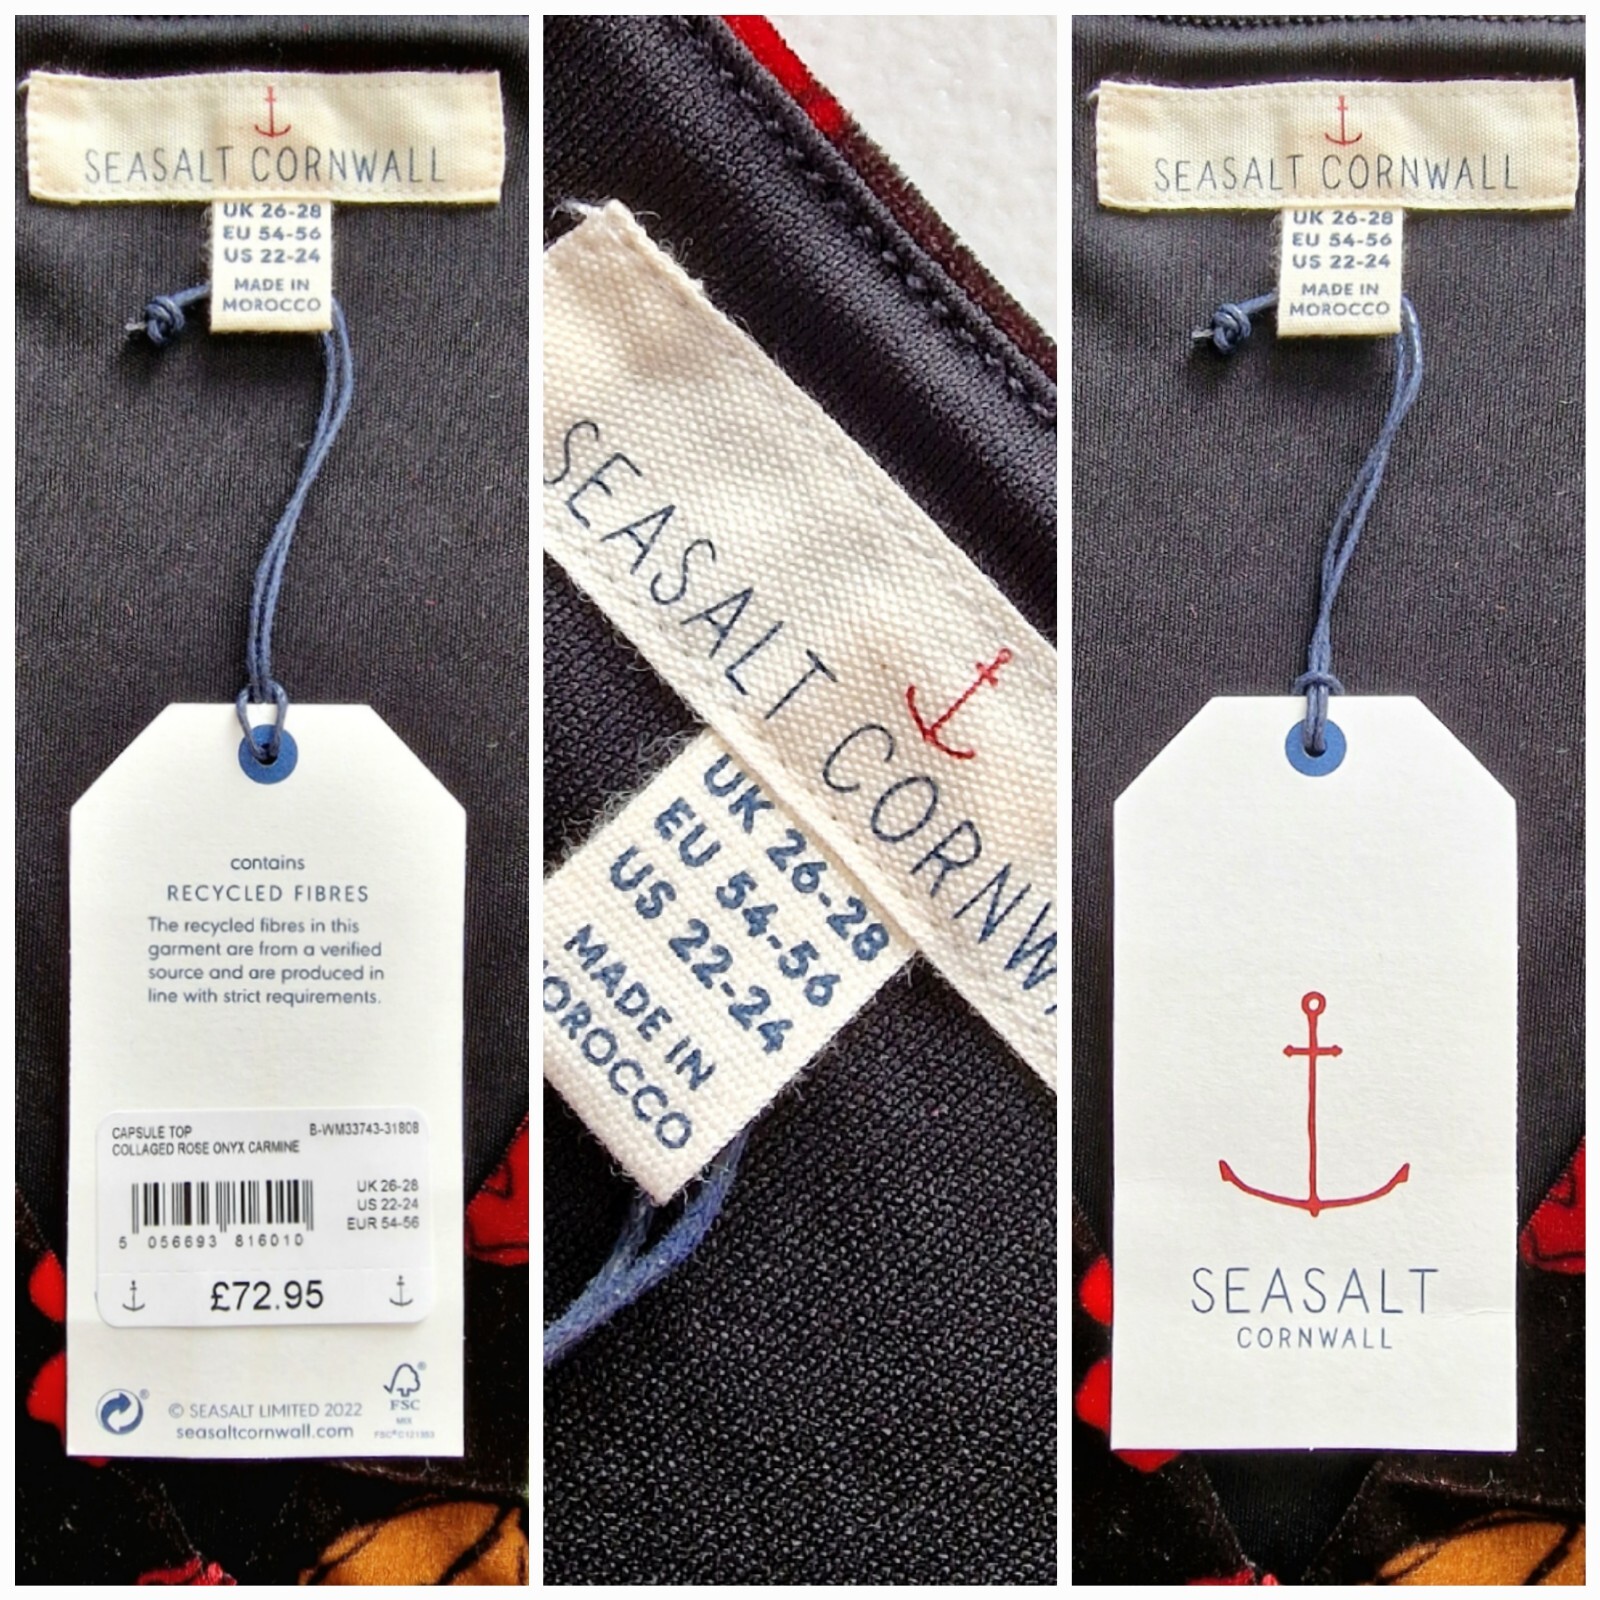 SEASALT CORNWALL
UK 26-28
EU 54-56
US 22-24
MADE IN
MOROCCO
contains
RECYCLED FIBRES
The recycled fibres in this
garment are from a verified
source and are produced in
line with strict requirements.
CAPSULE TOP B-WM33743-31808
COLLAGED ROSE ONYX CARMINE
UK 26-28
US 22-24
EUR 54-56
5 056693 816010
£72.95
® © SEASALT LIMITED 2022
seasaltcornwall.com
®
FSC
MIX
SEASALT CORNW
UK 26-28
EU 54-56
US 22-24
MADE IN
OROCCO
SEASALT CORNWALL
UK 26-28
EU 54-56
US 22-24
MADE IN
MOROCCO
SEASALT
CORNWALL